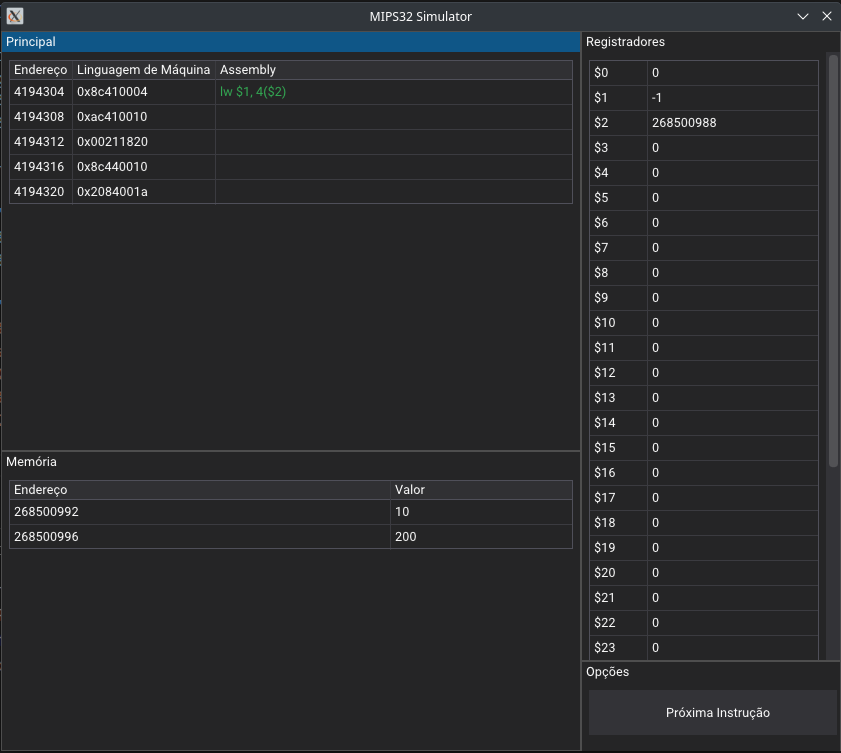 MIPS32 Simulator
Principal
Endereço Linguagem de Máquina Assembly
4194304 0x8c410004 lw $1, 4($2)
4194308 0xac410010
4194312 0x00211820
4194316 0x8c440010
4194320 0x2084001a
Memória
Endereço Valor
268500992 10
268500996 200
Registradores
$0 0
$1 -1
$2 268500988
$3 0
$4 0
$5 0
$6 0
$7 0
$8 0
$9 0
$10 0
$11 0
$12 0
$13 0
$14 0
$15 0
$16 0
$17 0
$18 0
$19 0
$20 0
$21 0
$22 0
$23 0
Opções
Próxima Instrução